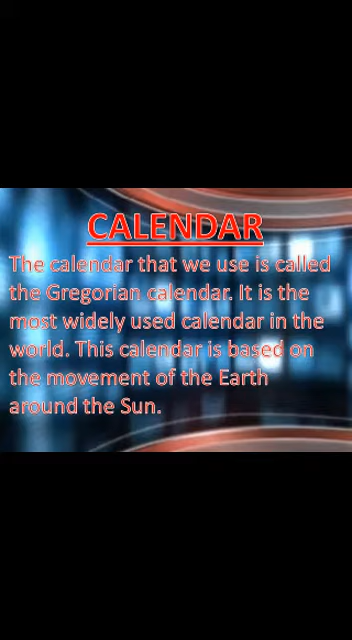 CALENDAR
The calendar that we use is called
the Gregorian calendar. It is the
most widely used calendar in the
world. This calendar is based on
the movement of the Earth
around the Sun.